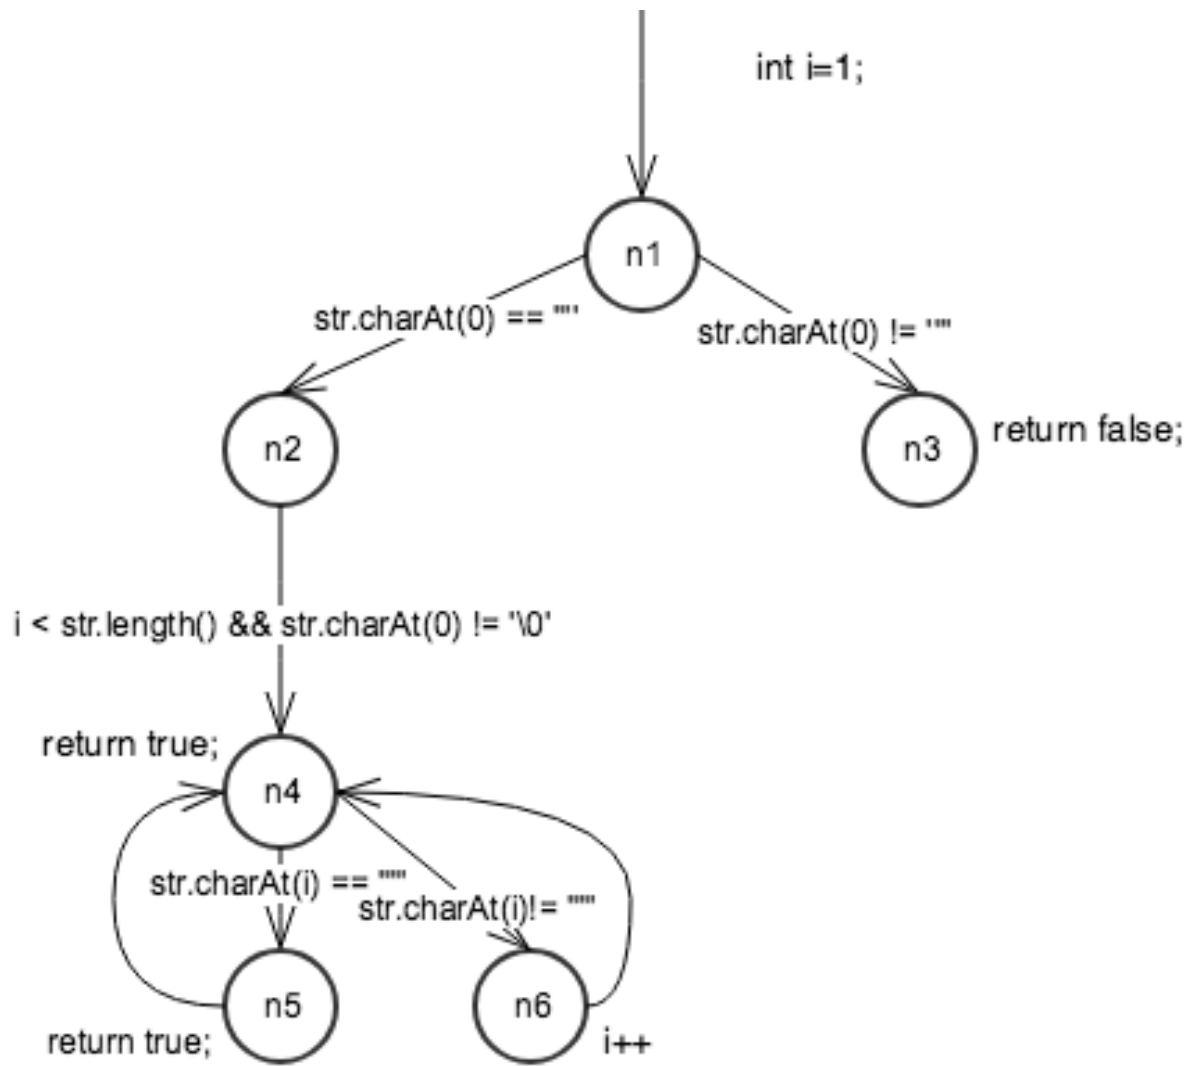 int i=1;
n1
str.charAt(0) == '"'
str.charAt(0) != '"'
n2
n3
return false;
i < str.length() && str.charAt(0) != '\0'
return true;
n4
str.charAt(i) == '"'
str.charAt(i)!= '"'
n5
n6
return true;
i++